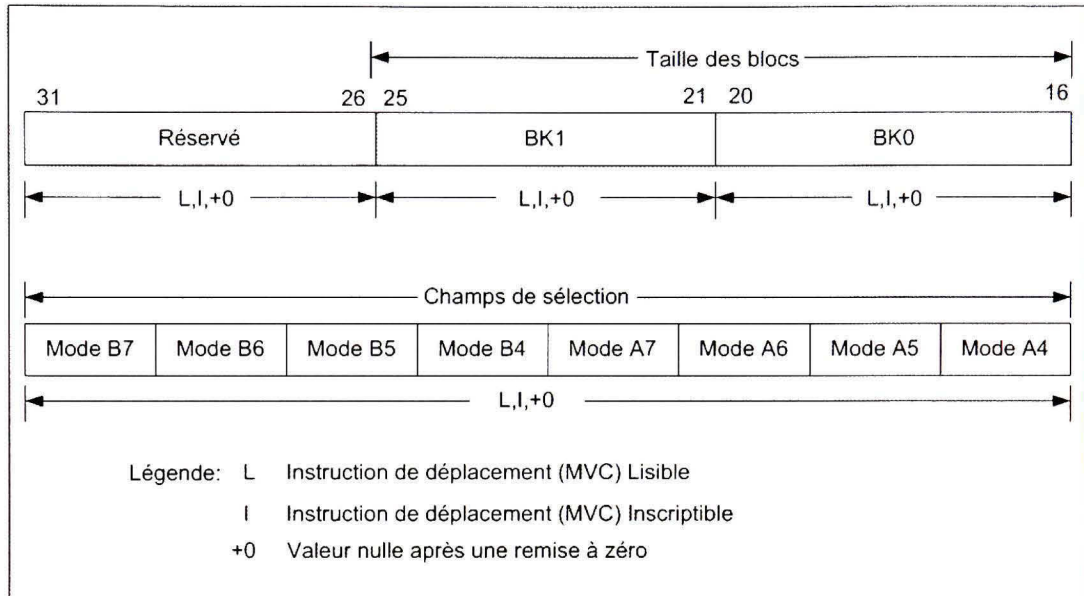 Taille des blocs
31 26 25 21 20 16
Réservé BK1 BK0
L,I,+0 L,I,+0 L,I,+0
Champs de sélection
Mode B7 Mode B6 Mode B5 Mode B4 Mode A7 Mode A6 Mode A5 Mode A4
L,I,+0
Légende: L Instruction de déplacement (MVC) Lisible
I Instruction de déplacement (MVC) Inscriptible
+0 Valeur nulle après une remise à zéro